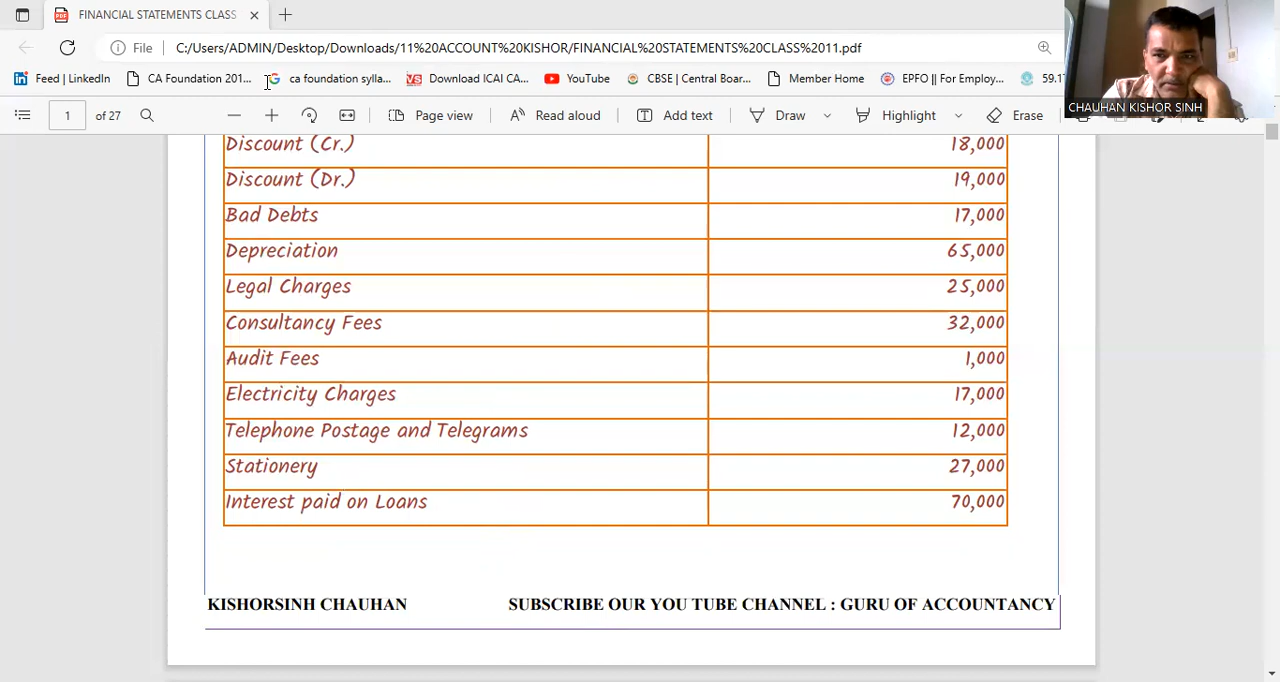 FINANCIAL STATEMENTS CLASS
File C:/Users/ADMIN/Desktop/Downloads/11%20ACCOUNT%20KISHOR/FINANCIAL%20STATEMENTS%20CLASS%2011.pdf
Feed | LinkedIn CA Foundation 201... ca foundation sylla... VS Download ICAI CA... YouTube CBSE | Central Boar... Member Home EPFO || For Employ... 59.17
CHAUHAN KISHOR SINH
1 of 27 Page view Read aloud Add text Draw Highlight Erase
Discount (Cr.) 18,000
Discount (Dr.) 19,000
Bad Debts 17,000
Depreciation 65,000
Legal Charges 25,000
Consultancy Fees 32,000
Audit Fees 1,000
Electricity Charges 17,000
Telephone Postage and Telegrams 12,000
Stationery 27,000
Interest paid on Loans 70,000
KISHORSINH CHAUHAN SUBSCRIBE OUR YOU TUBE CHANNEL : GURU OF ACCOUNTANCY